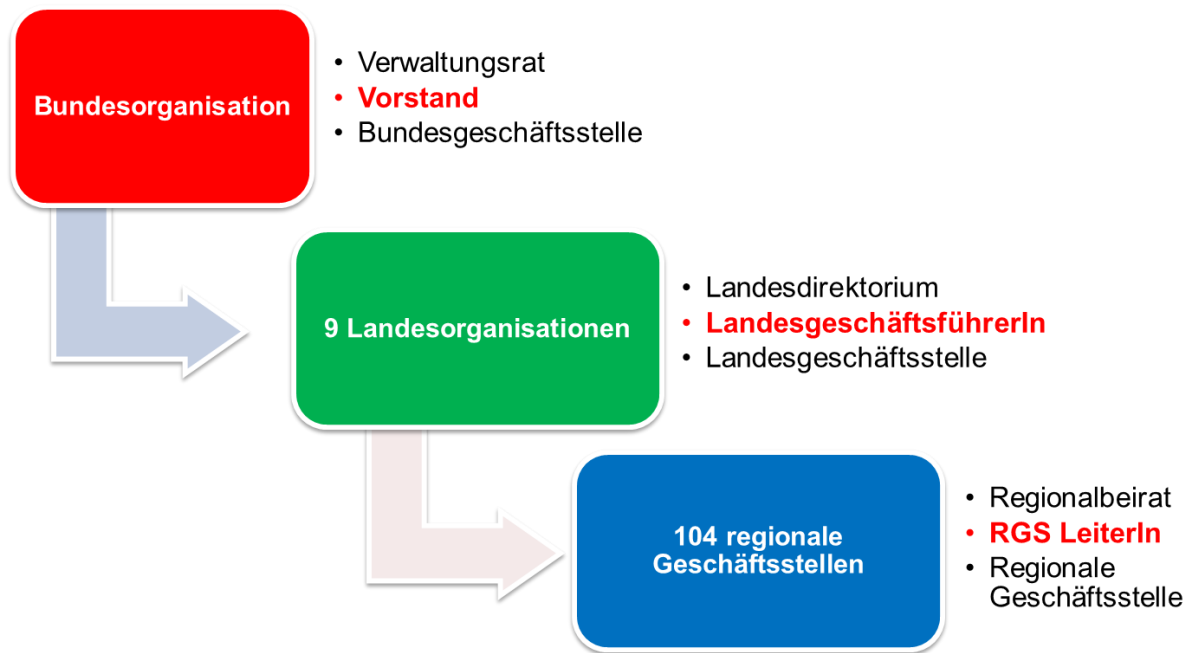 Bundesorganisation
• Verwaltungsrat
• Vorstand
• Bundesgeschäftsstelle
9 Landesorganisationen
• Landesdirektorium
• LandesgeschäftsführerIn
• Landesgeschäftsstelle
104 regionale
Geschäftsstellen
• Regionalbeirat
• RGS LeiterIn
• Regionale
Geschäftsstelle